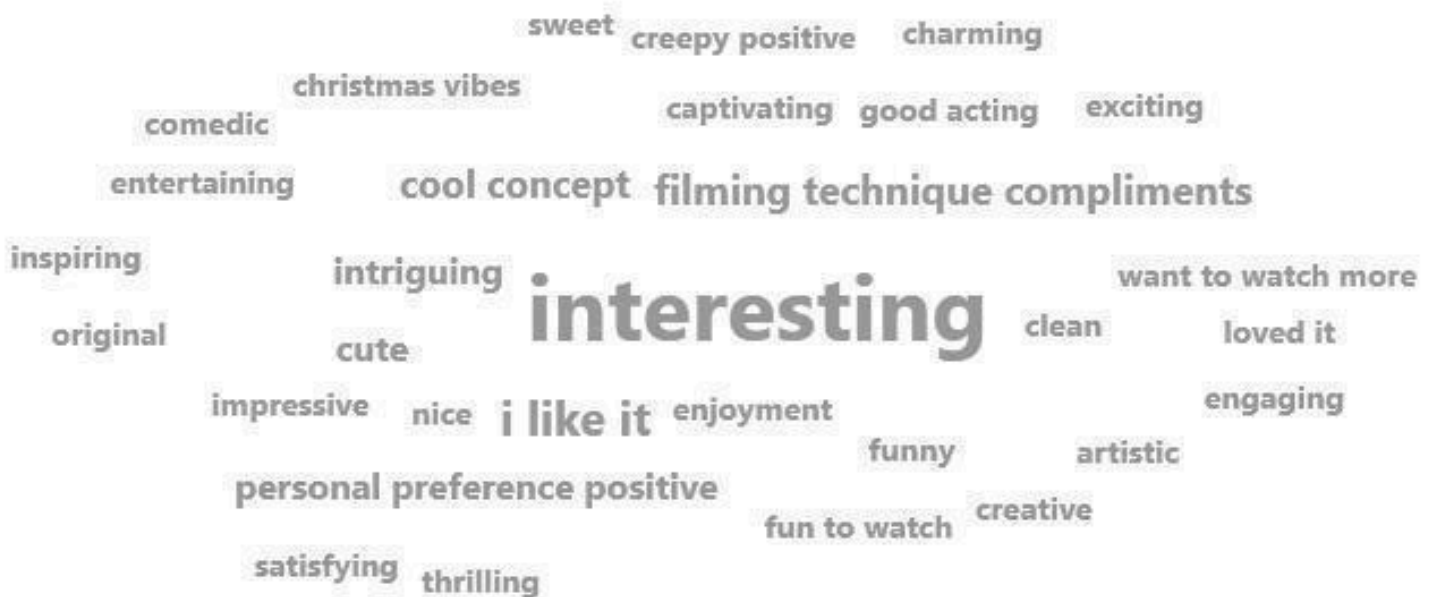 sweet creepy positive charming
christmas vibes
captivating good acting exciting
comedic
entertaining cool concept filming technique compliments
inspiring
intriguing interesting want to watch more
original cute clean loved it
impressive nice i like it enjoyment engaging
funny artistic
personal preference positive
fun to watch creative
satisfying thrilling